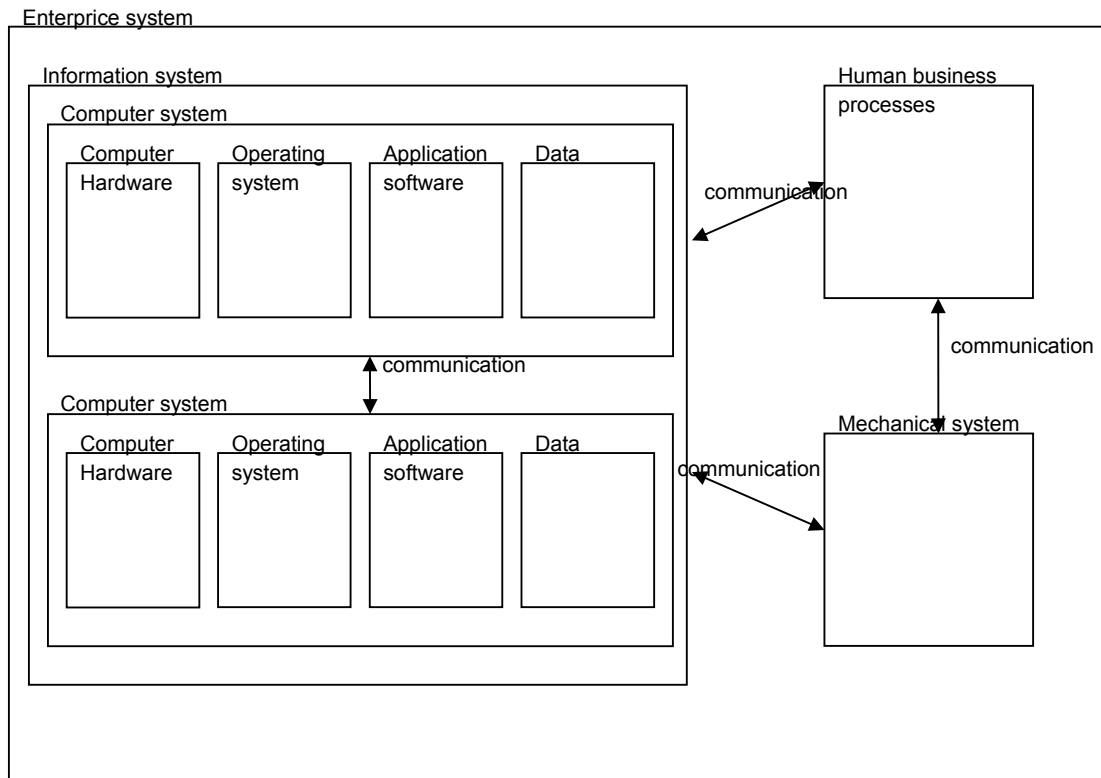 Enterprice system
Information system
Human business
processes
Computer system
Computer
Hardware
Operating
system
Application
software
Data
communication
communication
communication
Computer system
Computer
Hardware
Operating
system
Application
software
Data
Mechanical system
communication